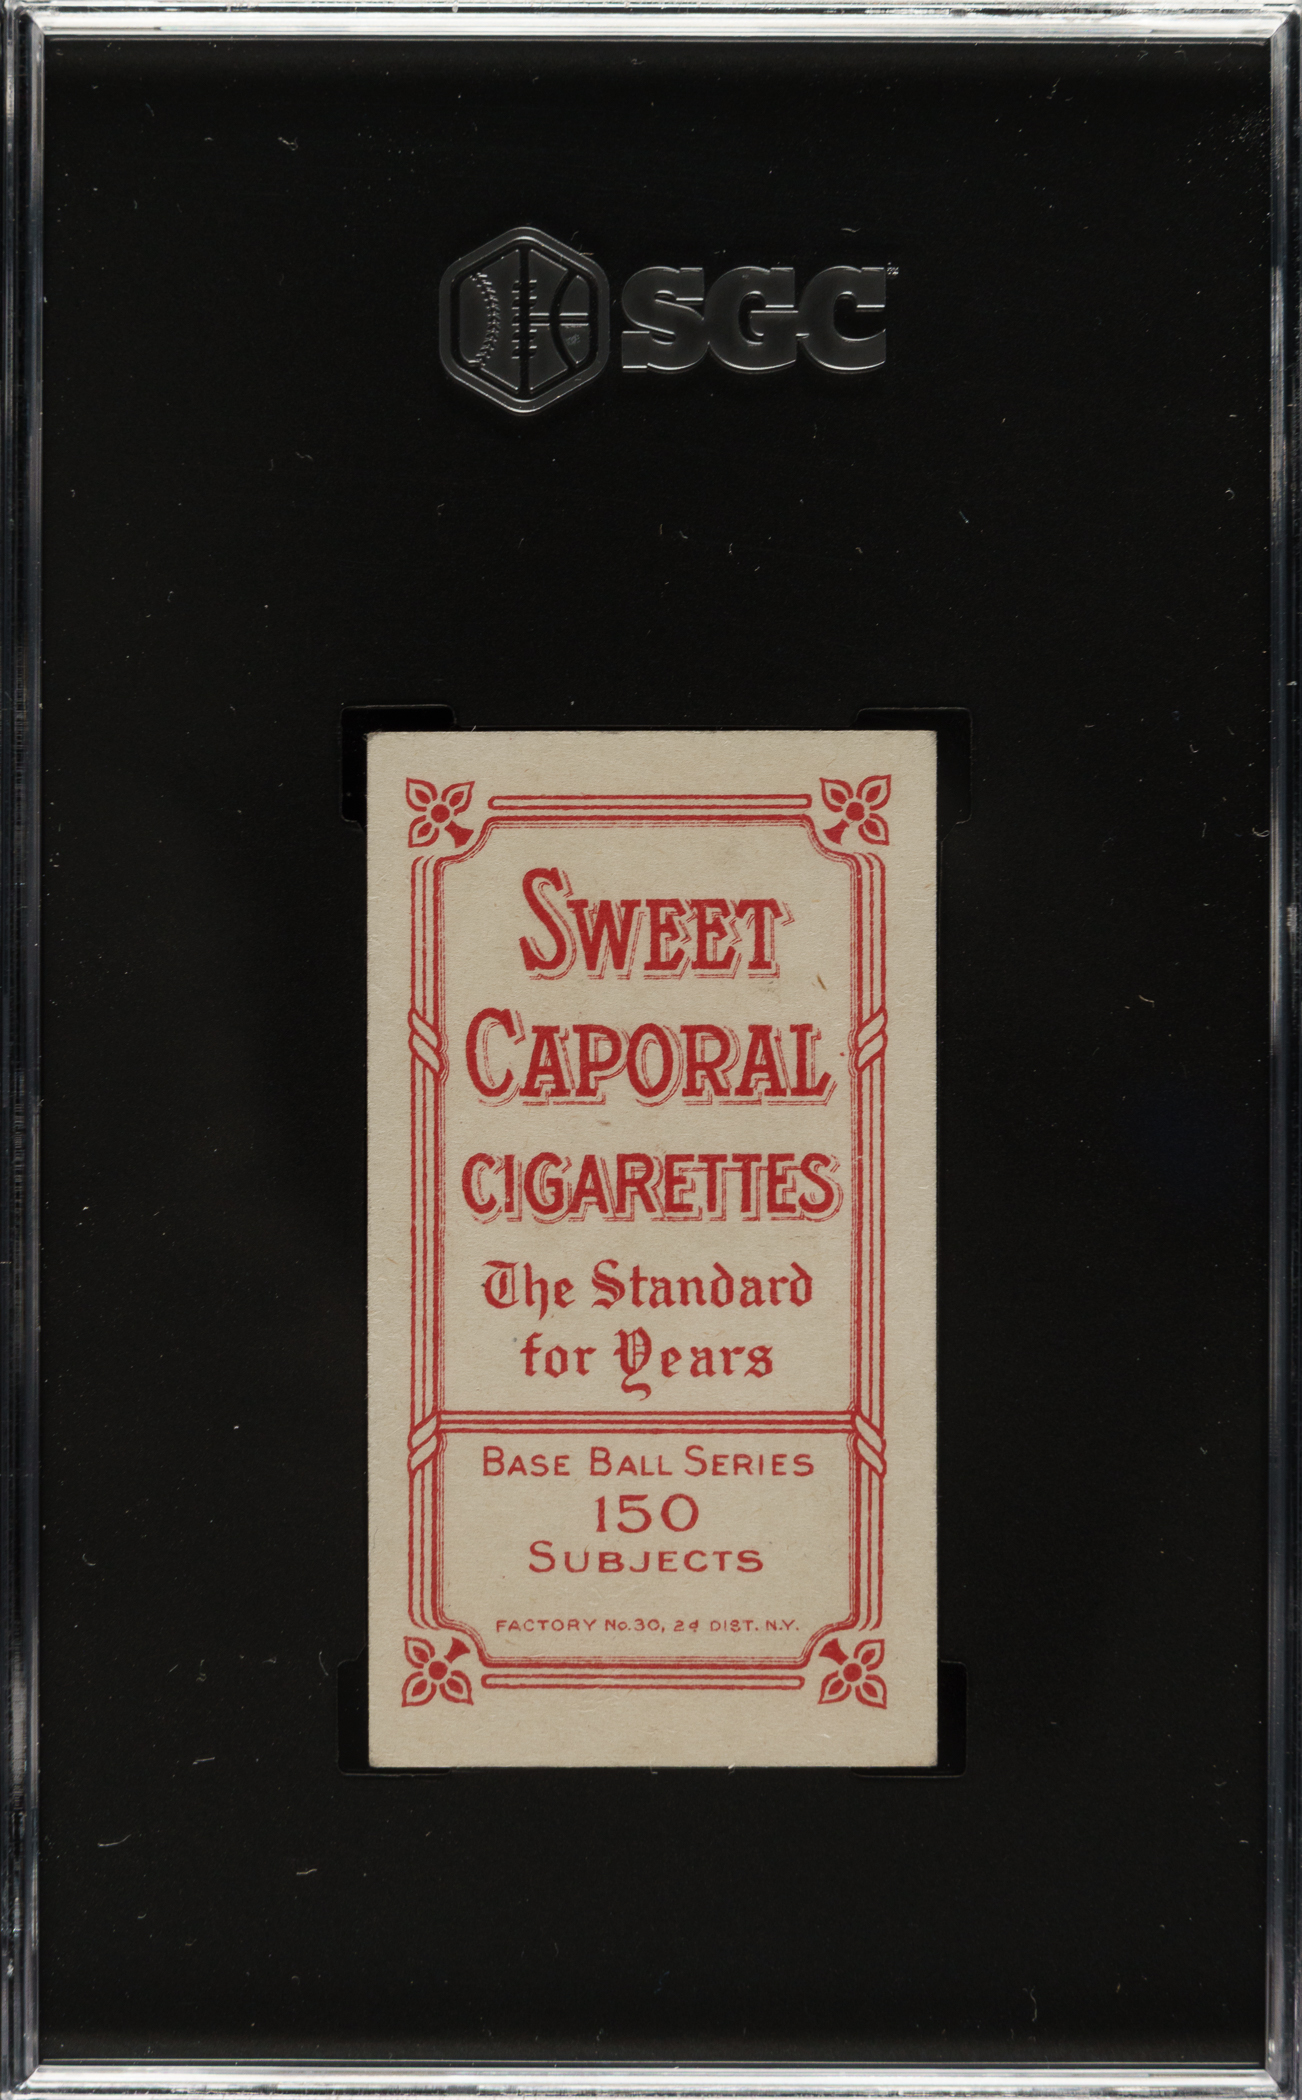 SGC
SWEET
CAPORAL
CIGARETTES
The Standard
for Years
BASE BALL SERIES
150
SUBJECTS
FACTORY No. 30, 2d DIST. N.Y.